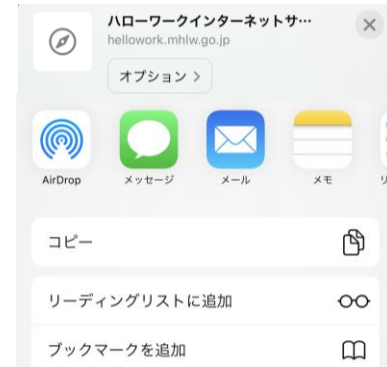 ハローワークインターネットサ…
hellowork.mhlw.go.jp
オプション
AirDrop
メッセージ
メール
メモ
リ
コピー
リーディングリストに追加
ブックマークを追加